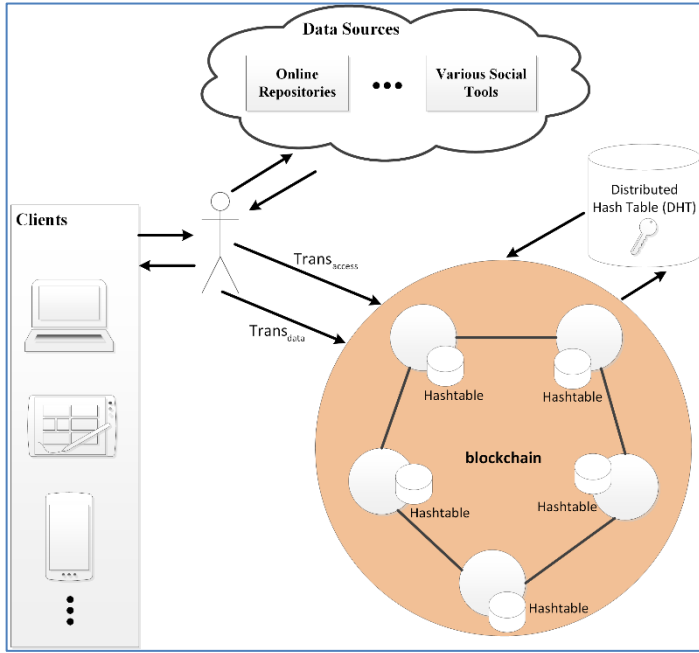 Data Sources
Online
Repositories
Various Social
Tools
Distributed
Hash Table (DHT)
Clients
Trans_access
Trans_data
Hashtable
Hashtable
blockchain
Hashtable
Hashtable
Hashtable